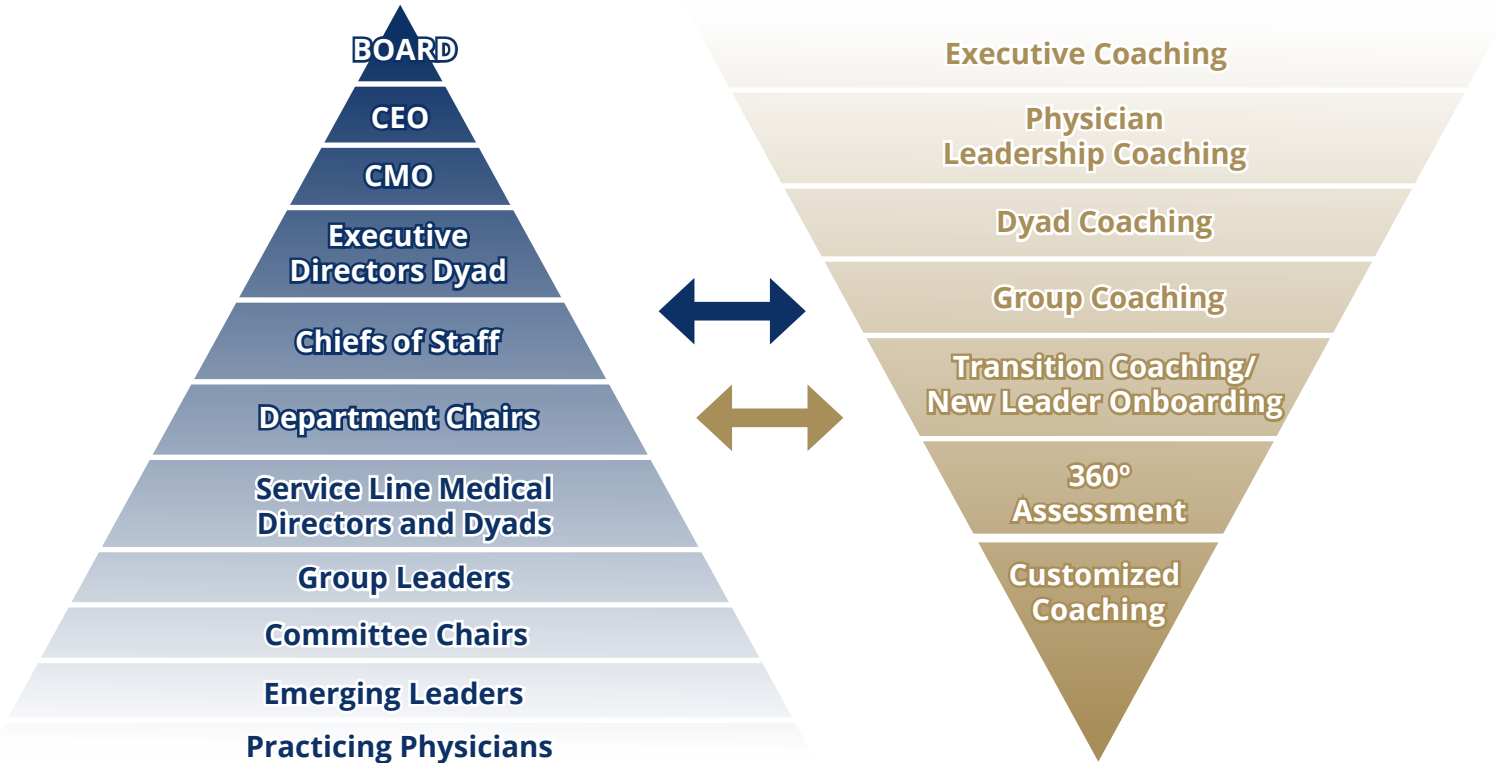 BOARD
CEO
CMO
Executive
Directors Dyad
Chiefs of Staff
Department Chairs
Service Line Medical
Directors and Dyads
Group Leaders
Committee Chairs
Emerging Leaders
Practicing Physicians
Executive Coaching
Physician
Leadership Coaching
Dyad Coaching
Group Coaching
Transition Coaching/
New Leader Onboarding
360º
Assessment
Customized
Coaching